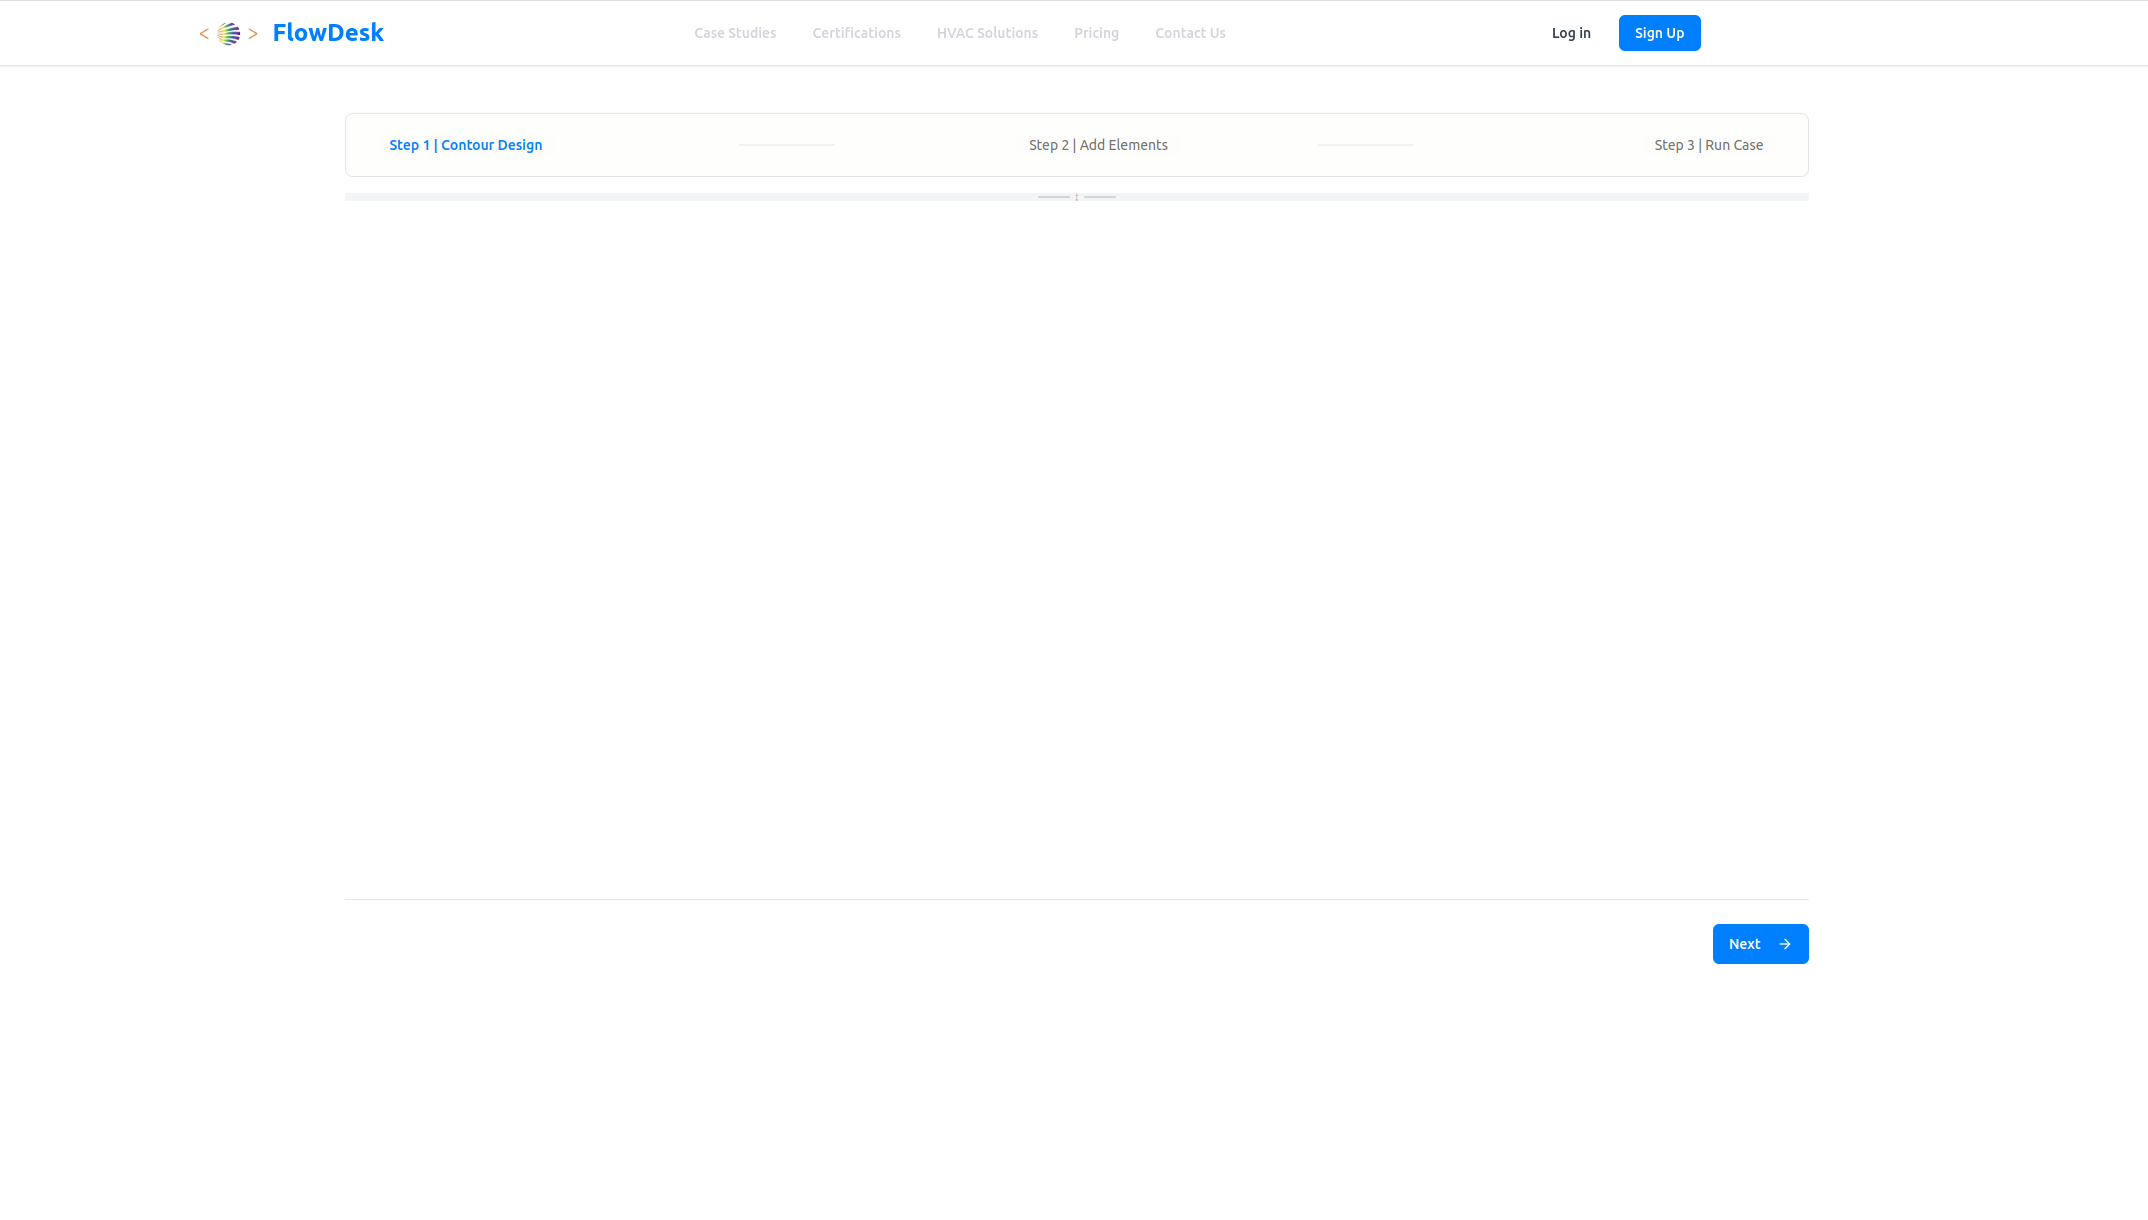 < > FlowDesk Case Studies Certifications HVAC Solutions Pricing Contact Us Log in Sign Up
Step 1 | Contour Design Step 2 | Add Elements Step 3 | Run Case
Next →